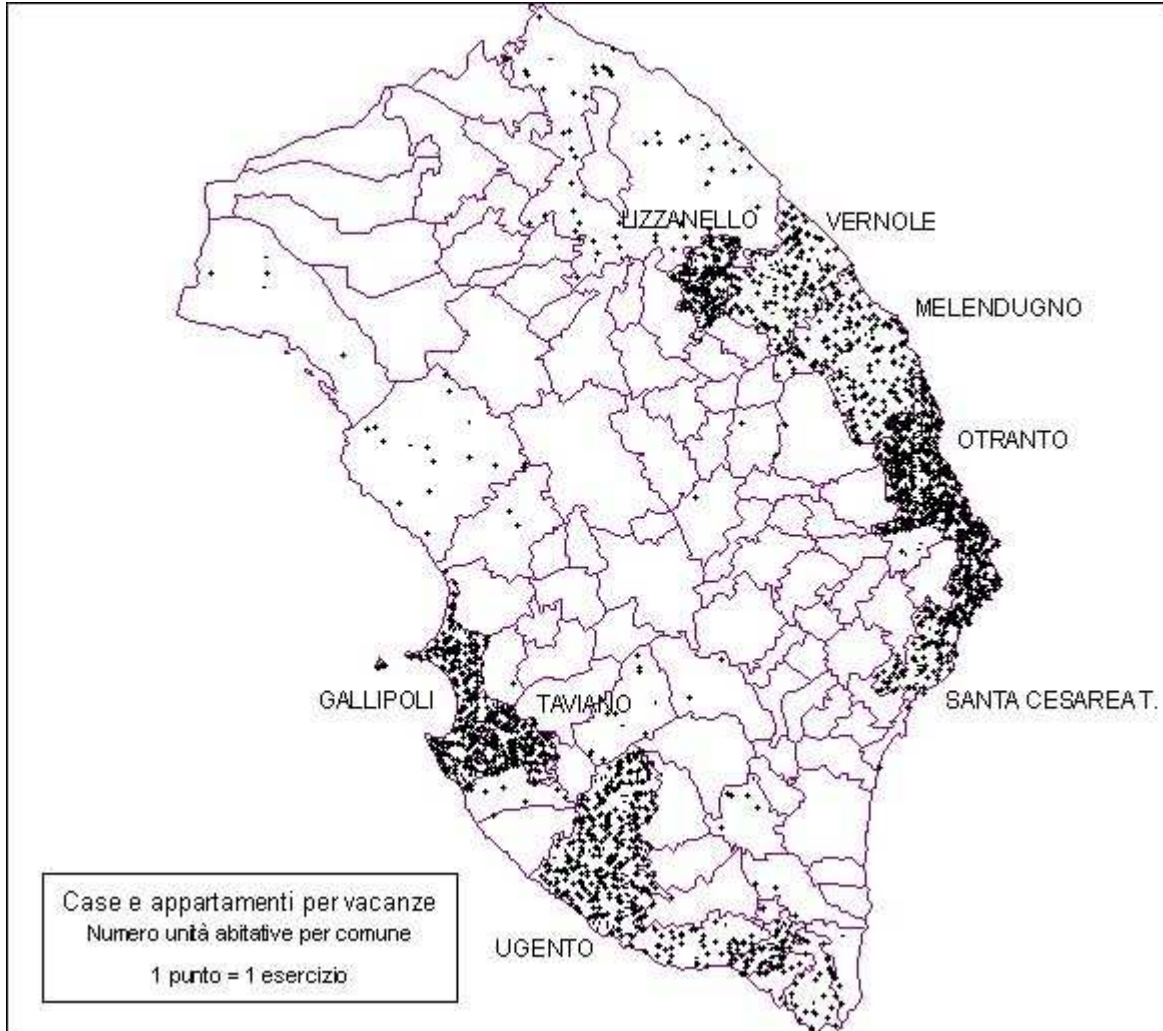 LIZZANELLO
VERNOLE
MELENDUGNO
OTRANTO
GALLIPOLI
TAVIANO
SANTA CESAREA T.
UGENTO
Case e appartamenti per vacanze
Numero unità abitative per comune
1 punto = 1 esercizio